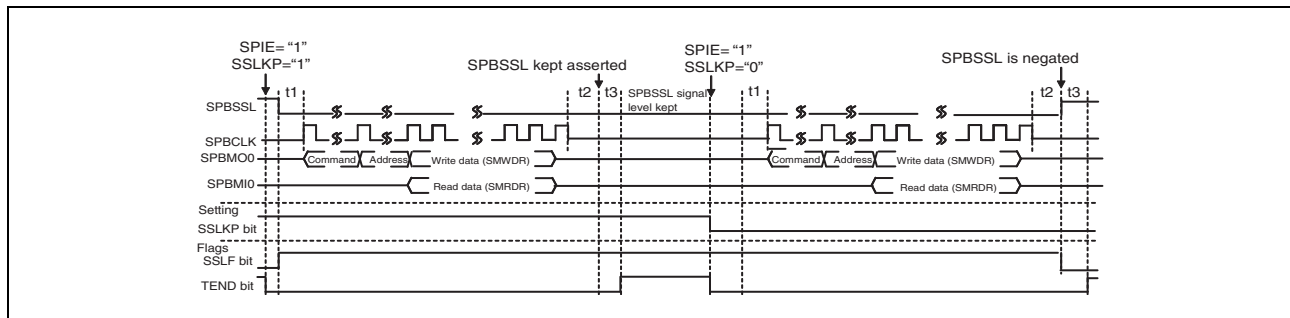 SPIE= “1”
SSLKP=“1”
SPBSSL kept asserted
SPIE= “1”
SSLKP=“0”
SPBSSL is negated
SPBSSL
t1
t2
t3
SPBSSL signal
level kept
t1
t2
t3
SPBCLK
SPBMO0
Command
Address
Write data (SMWDR)
Command
Address
Write data (SMWDR)
SPBMI0
Read data (SMRDR)
Read data (SMRDR)
Setting
SSLKP bit
Flags
SSLF bit
TEND bit